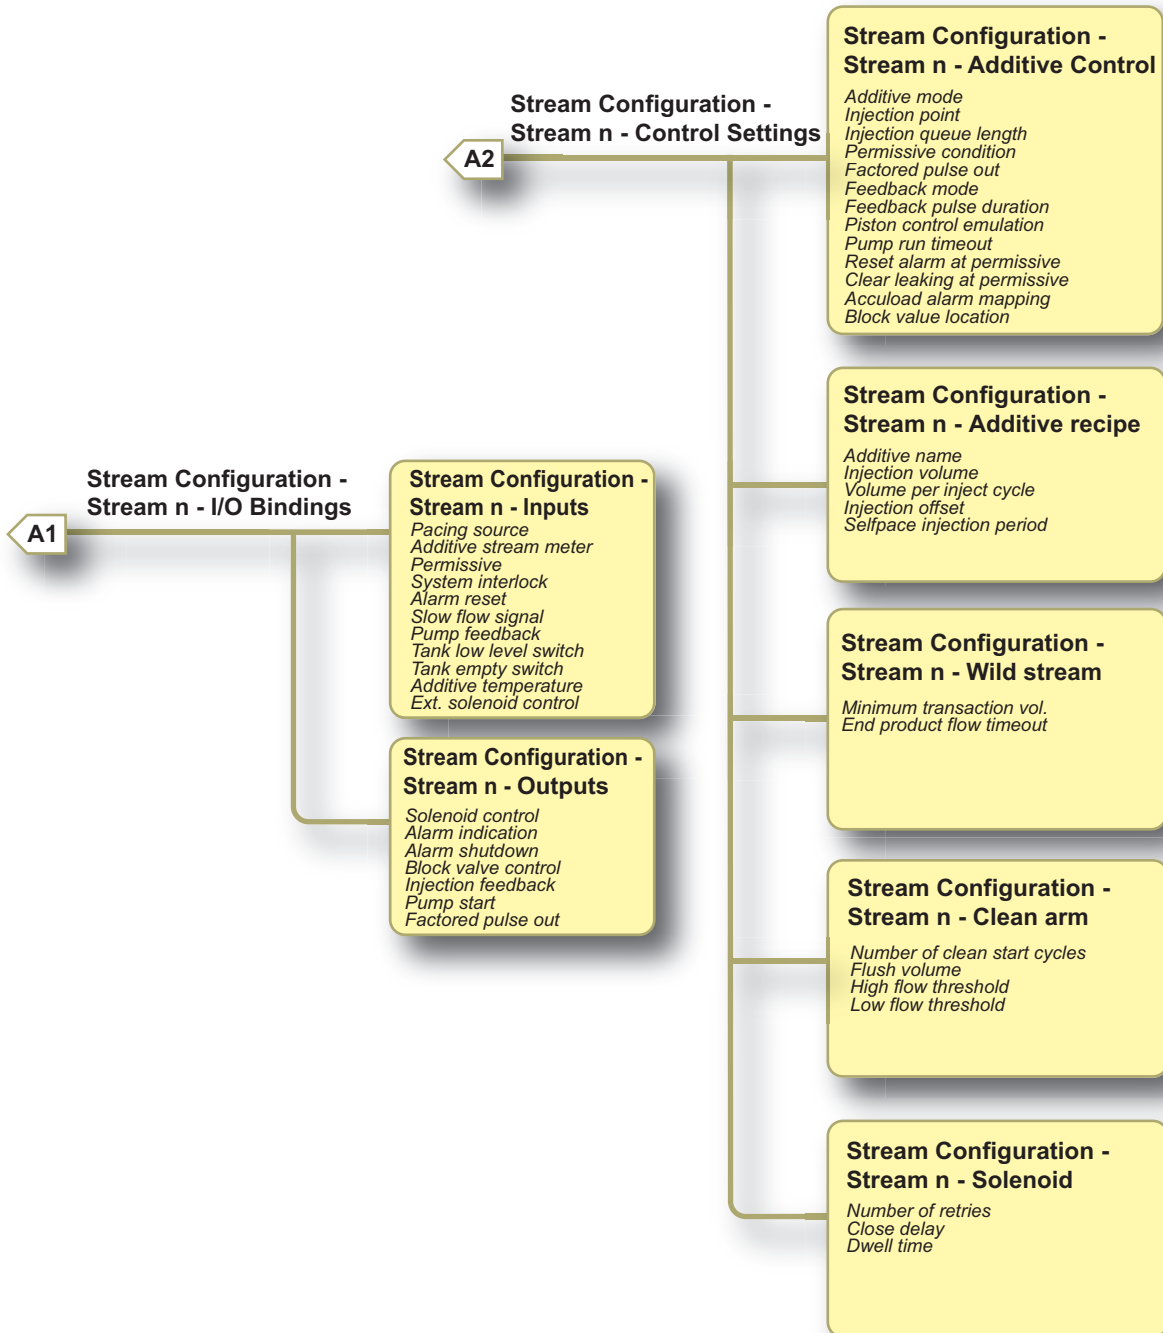 Stream Configuration -
Stream n - Additive Control
Additive mode
Injection point
Injection queue length
Permissive condition
Factored pulse out
Feedback mode
Feedback pulse duration
Piston control emulation
Pump run timeout
Reset alarm at permissive
Clear leaking at permissive
Accuload alarm mapping
Block value location
Stream Configuration -
Stream n - Control Settings
A2
Stream Configuration -
Stream n - Additive recipe
Additive name
Injection volume
Volume per inject cycle
Injection offset
Selfpace injection period
Stream Configuration -
Stream n - I/O Bindings
A1
Stream Configuration -
Stream n - Inputs
Pacing source
Additive stream meter
Permissive
System interlock
Alarm reset
Slow flow signal
Pump feedback
Tank low level switch
Tank empty switch
Additive temperature
Ext. solenoid control
Stream Configuration -
Stream n - Outputs
Solenoid control
Alarm indication
Alarm shutdown
Block valve control
Injection feedback
Pump start
Factored pulse out
Stream Configuration -
Stream n - Wild stream
Minimum transaction vol.
End product flow timeout
Stream Configuration -
Stream n - Clean arm
Number of clean start cycles
Flush volume
High flow threshold
Low flow threshold
Stream Configuration -
Stream n - Solenoid
Number of retries
Close delay
Dwell time